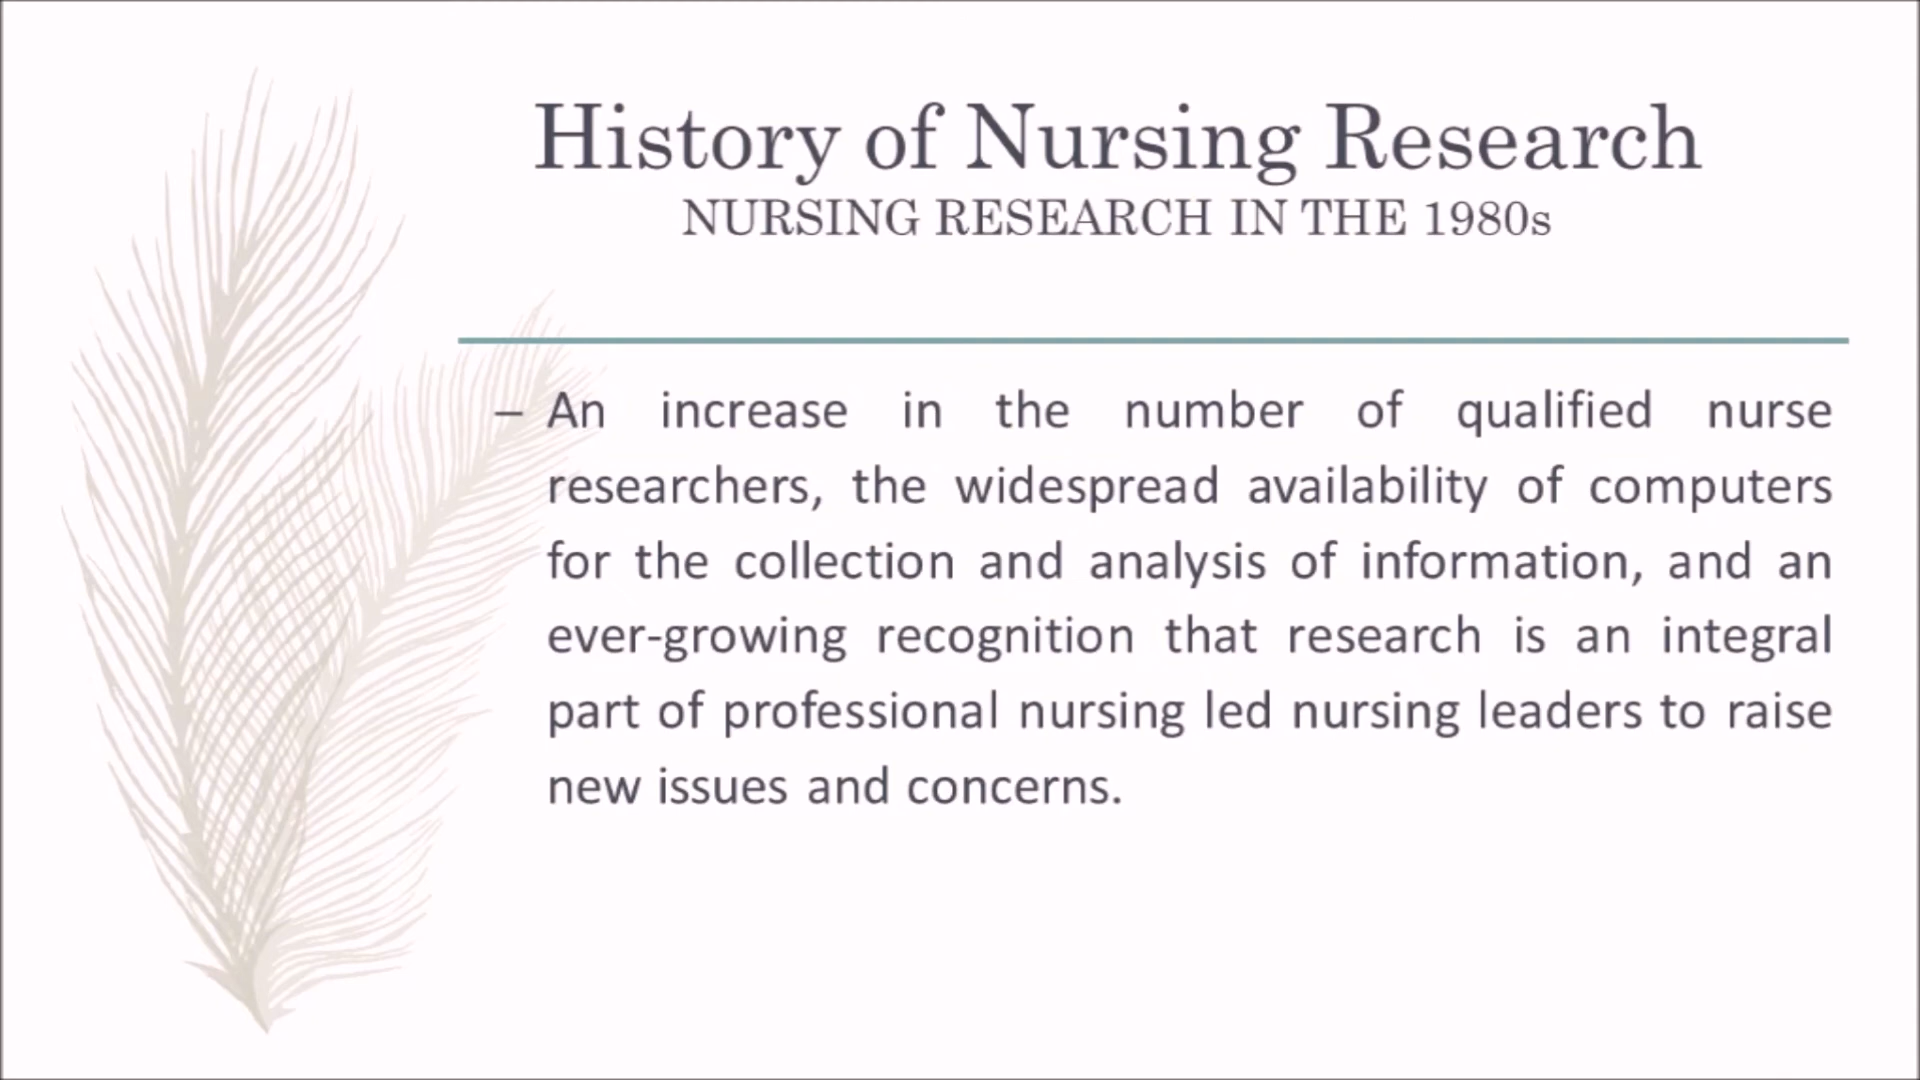 History of Nursing Research
NURSING RESEARCH IN THE 1980s
– An increase in the number of qualified nurse
researchers, the widespread availability of computers
for the collection and analysis of information, and an
ever-growing recognition that research is an integral
part of professional nursing led nursing leaders to raise
new issues and concerns.